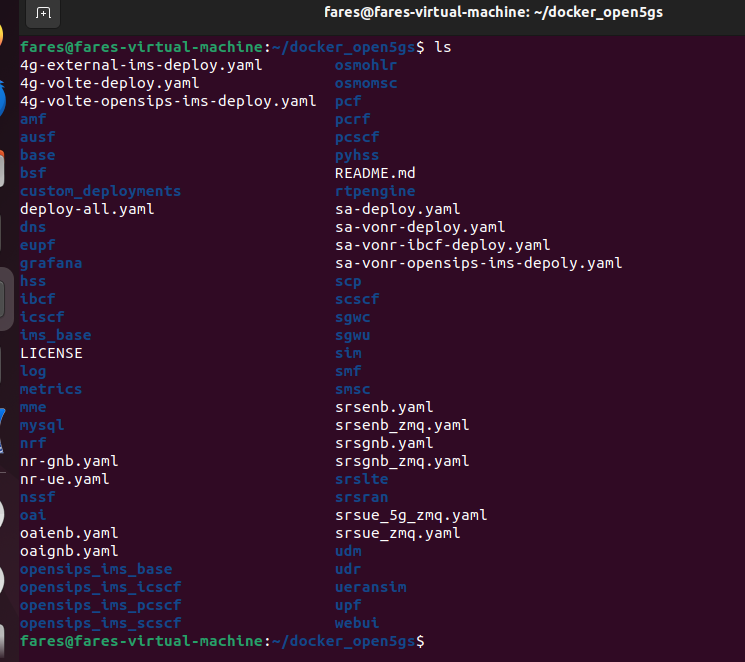 fares@fares-virtual-machine: ~/docker_open5gs
fares@fares-virtual-machine:~/docker_open5gs$ ls
4g-external-ims-deploy.yaml osmohlr
4g-volte-deploy.yaml osmomsc
4g-volte-opensips-ims-deploy.yaml pcf
amf pcrf
ausf pcscf
base pyhss
bsf README.md
custom_deployments rtpengine
deploy-all.yaml sa-deploy.yaml
dns sa-vonr-deploy.yaml
eupf sa-vonr-ibcf-deploy.yaml
grafana sa-vonr-opensips-ims-depoly.yaml
hss scp
ibcf scscf
icscf sgwc
ims_base sgwu
LICENSE sim
log smf
metrics smsc
mme srsenb.yaml
mysql srsenb_zmq.yaml
nrf srsgnb.yaml
nr-gnb.yaml srsgnb_zmq.yaml
nr-ue.yaml srslte
nssf srsran
oai srsue_5g_zmq.yaml
oaienb.yaml srsue_zmq.yaml
oaignb.yaml udm
opensips_ims_base udr
opensips_ims_icscf ueransim
opensips_ims_pcscf upf
opensips_ims_scscf webui
fares@fares-virtual-machine:~/docker_open5gs$